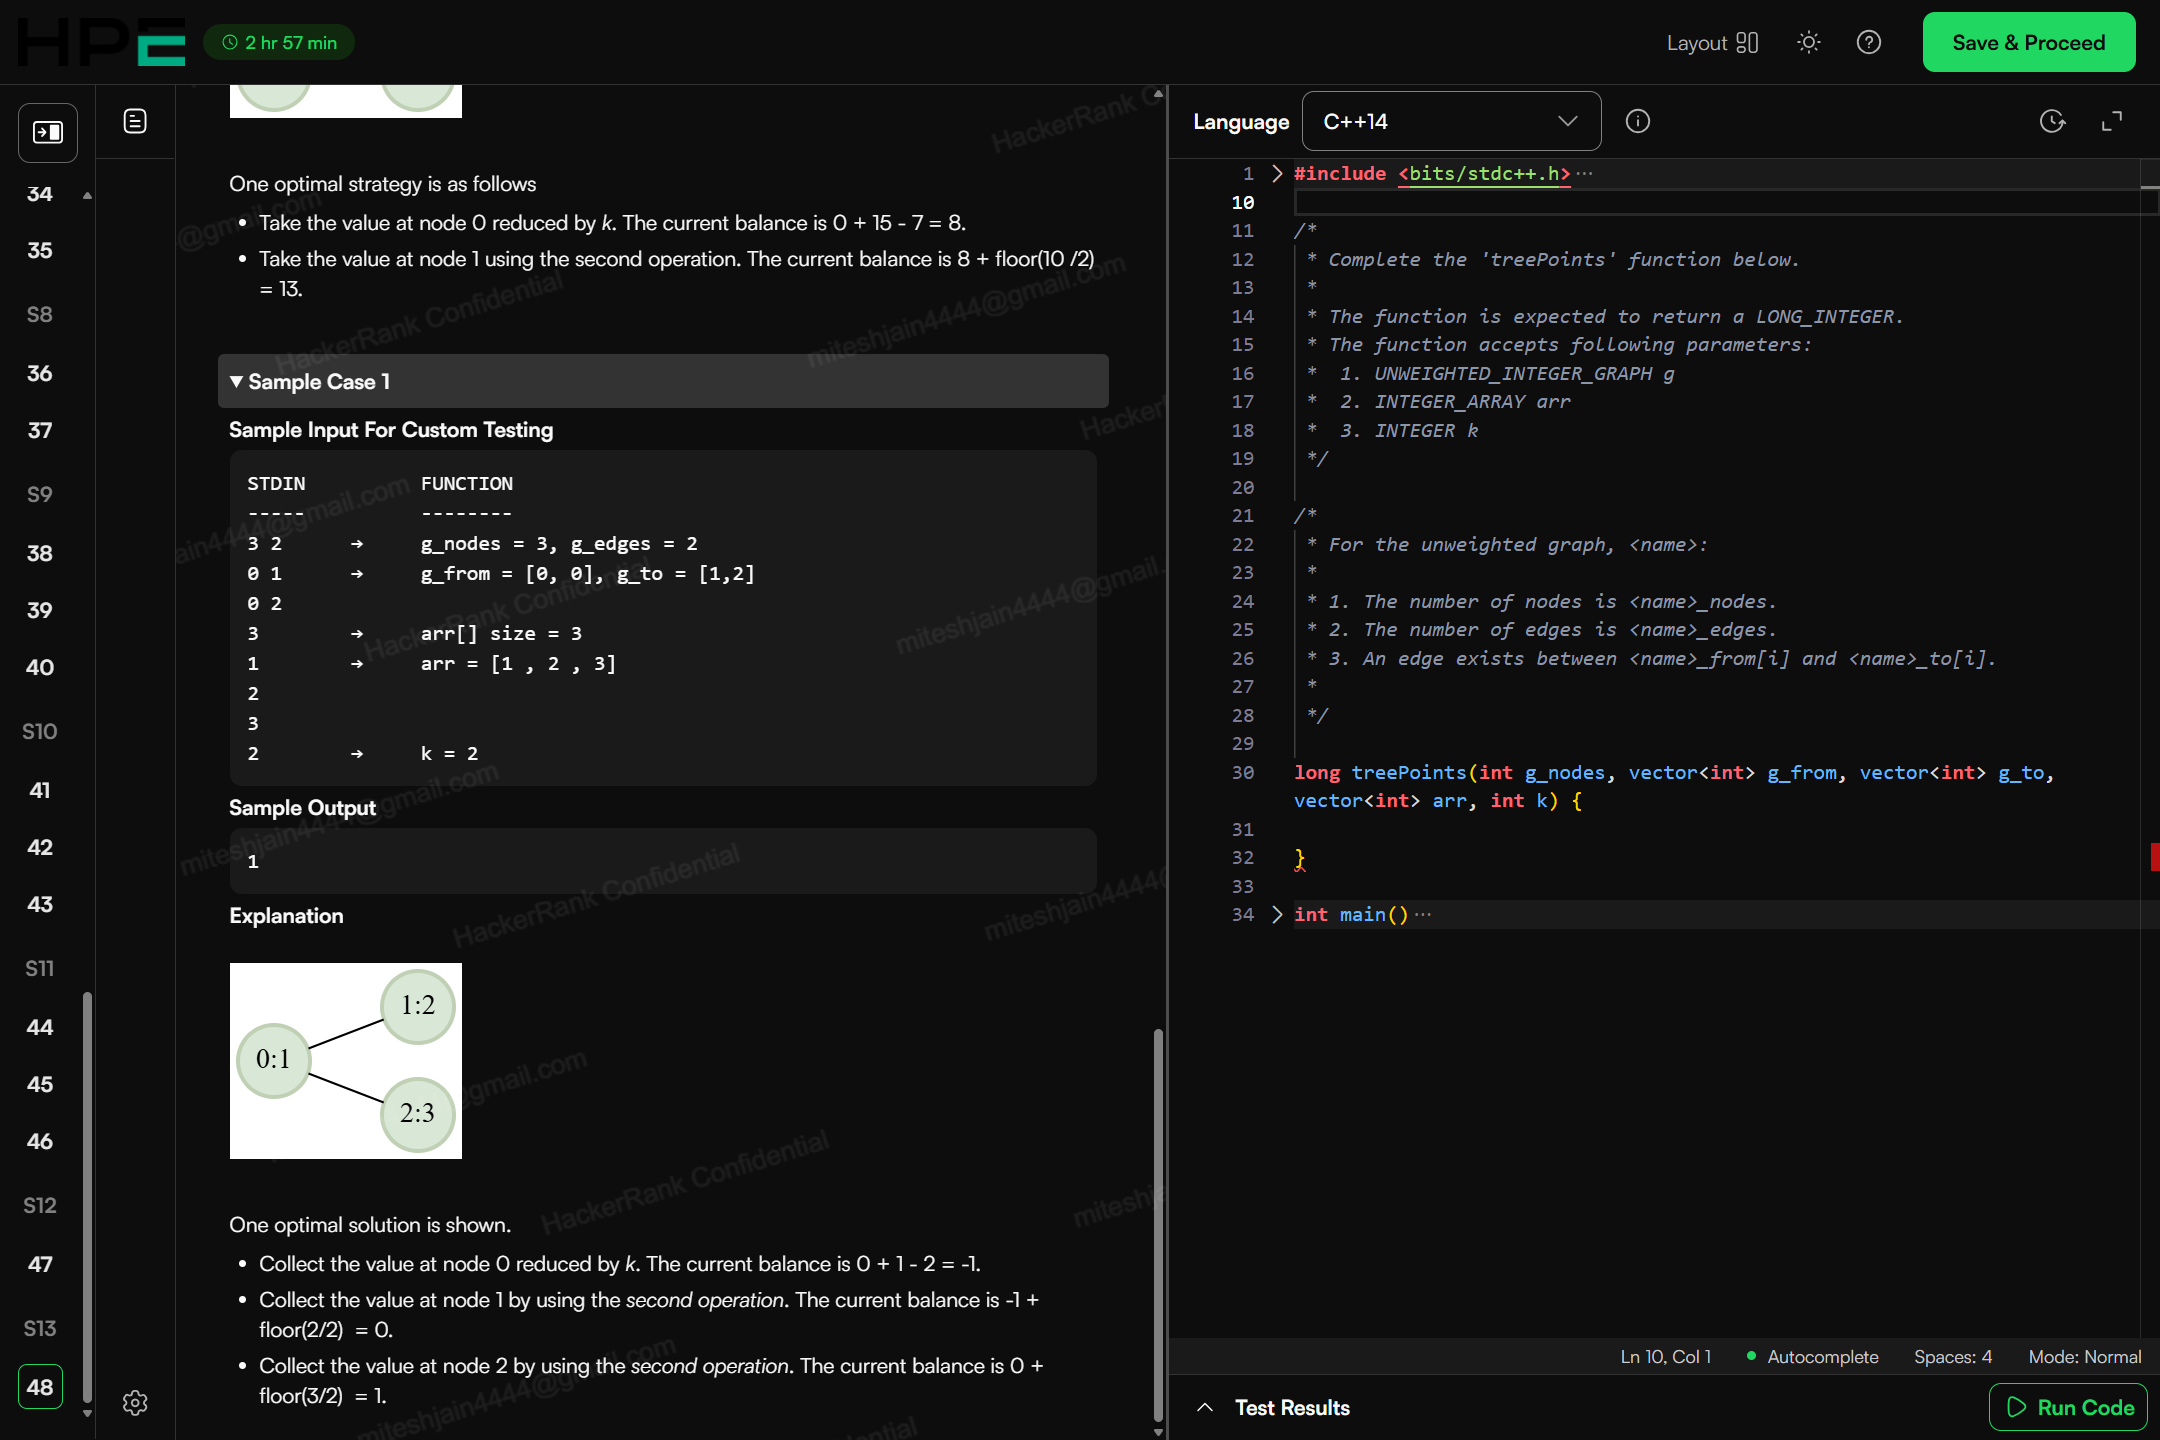 HPE
2 hr 57 min
Layout
Save & Proceed
34
35
S8
36
37
S9
38
39
40
S10
41
42
43
S11
44
45
46
S12
47
S13
48
One optimal strategy is as follows
• Take the value at node 0 reduced by k. The current balance is 0 + 15 - 7 = 8.
• Take the value at node 1 using the second operation. The current balance is 8 + floor(10 /2)
= 13.
▼ Sample Case 1
Sample Input For Custom Testing
STDIN FUNCTION
----- --------
3 2 → g_nodes = 3, g_edges = 2
0 1 → g_from = [0, 0], g_to = [1,2]
0 2
3 → arr[] size = 3
1 → arr = [1 , 2 , 3]
2
3
2 → k = 2
Sample Output
1
Explanation
1:2
0:1
2:3
One optimal solution is shown.
• Collect the value at node 0 reduced by k. The current balance is 0 + 1 - 2 = -1.
• Collect the value at node 1 by using the second operation. The current balance is -1 +
floor(2/2) = 0.
• Collect the value at node 2 by using the second operation. The current balance is 0 +
floor(3/2) = 1.
HackerRank Confidential
miteshjain4444@gmail.com
Language C++14
1 #include <bits/stdc++.h>···
10
11 /*
12 * Complete the 'treePoints' function below.
13 *
14 * The function is expected to return a LONG_INTEGER.
15 * The function accepts following parameters:
16 * 1. UNWEIGHTED_INTEGER_GRAPH g
17 * 2. INTEGER_ARRAY arr
18 * 3. INTEGER k
19 */
20
21 /*
22 * For the unweighted graph, <name>:
23 *
24 * 1. The number of nodes is <name>_nodes.
25 * 2. The number of edges is <name>_edges.
26 * 3. An edge exists between <name>_from[i] and <name>_to[i].
27 *
28 */
29
30 long treePoints(int g_nodes, vector<int> g_from, vector<int> g_to,
vector<int> arr, int k) {
31
32 }
33
34 int main()···
Ln 10, Col 1 • Autocomplete Spaces: 4 Mode: Normal
Test Results
Run Code